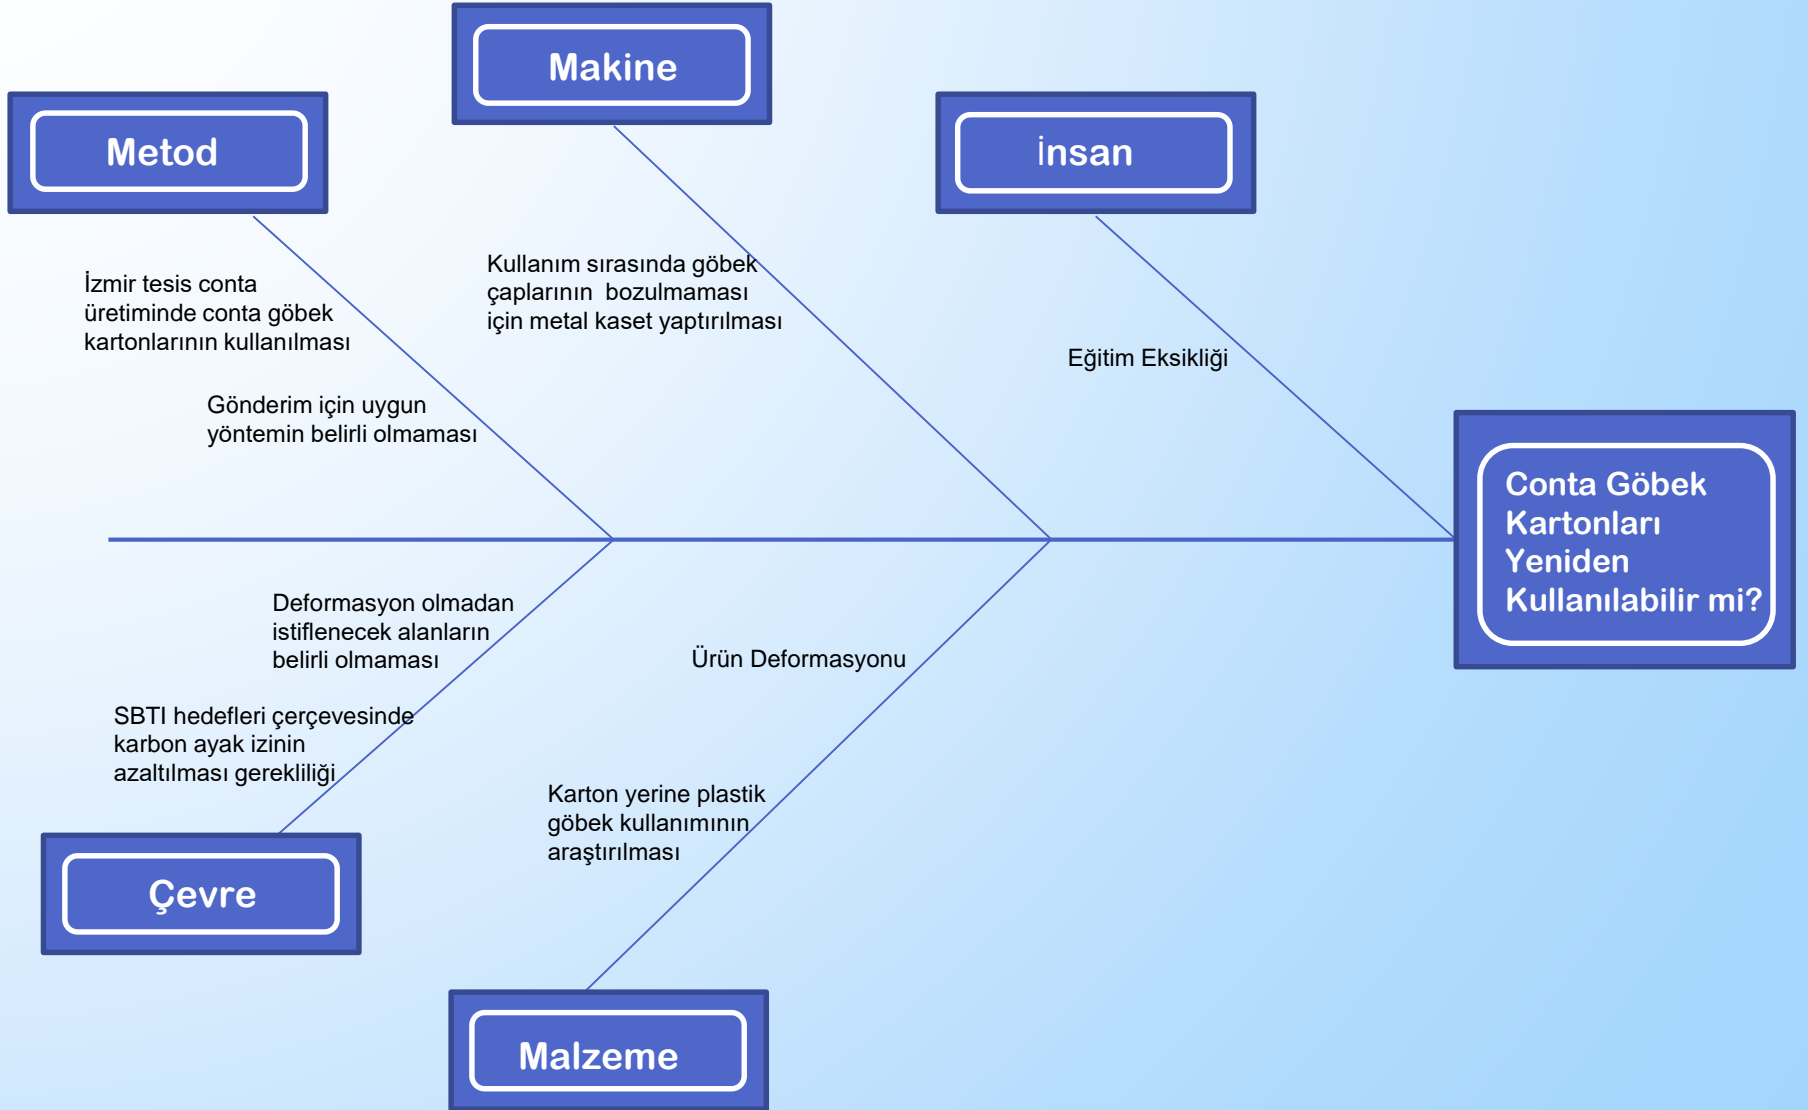 Makine
Metod
İnsan
İzmir tesis conta
üretiminde conta göbek
kartonlarının kullanılması
Kullanım sırasında göbek
çaplarının bozulmaması
için metal kaset yaptırılması
Eğitim Eksikliği
Gönderim için uygun
yöntemin belirli olmaması
Conta Göbek
Kartonları
Yeniden
Kullanılabilir mi?
Deformasyon olmadan
istiflenecek alanların
belirli olmaması
Ürün Deformasyonu
SBTI hedefleri çerçevesinde
karbon ayak izinin
azaltılması gerekliliği
Karton yerine plastik
göbek kullanımının
araştırılması
Çevre
Malzeme